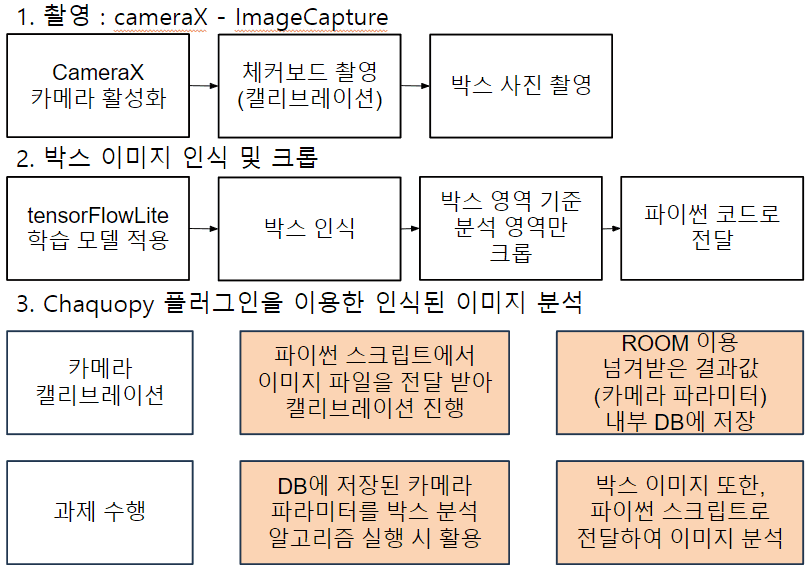 1. 촬영 : cameraX - ImageCapture
CameraX
카메라 활성화
체커보드 촬영
(캘리브레이션)
박스 사진 촬영
2. 박스 이미지 인식 및 크롭
tensorFlowLite
학습 모델 적용
박스 인식
박스 영역 기준
분석 영역만
크롭
파이썬 코드로
전달
3. Chaquopy 플러그인을 이용한 인식된 이미지 분석
카메라
캘리브레이션
파이썬 스크립트에서
이미지 파일을 전달 받아
캘리브레이션 진행
ROOM 이용
넘겨받은 결과값
(카메라 파라미터)
내부 DB에 저장
과제 수행
DB에 저장된 카메라
파라미터를 박스 분석
알고리즘 실행 시 활용
박스 이미지 또한,
파이썬 스크립트로
전달하여 이미지 분석